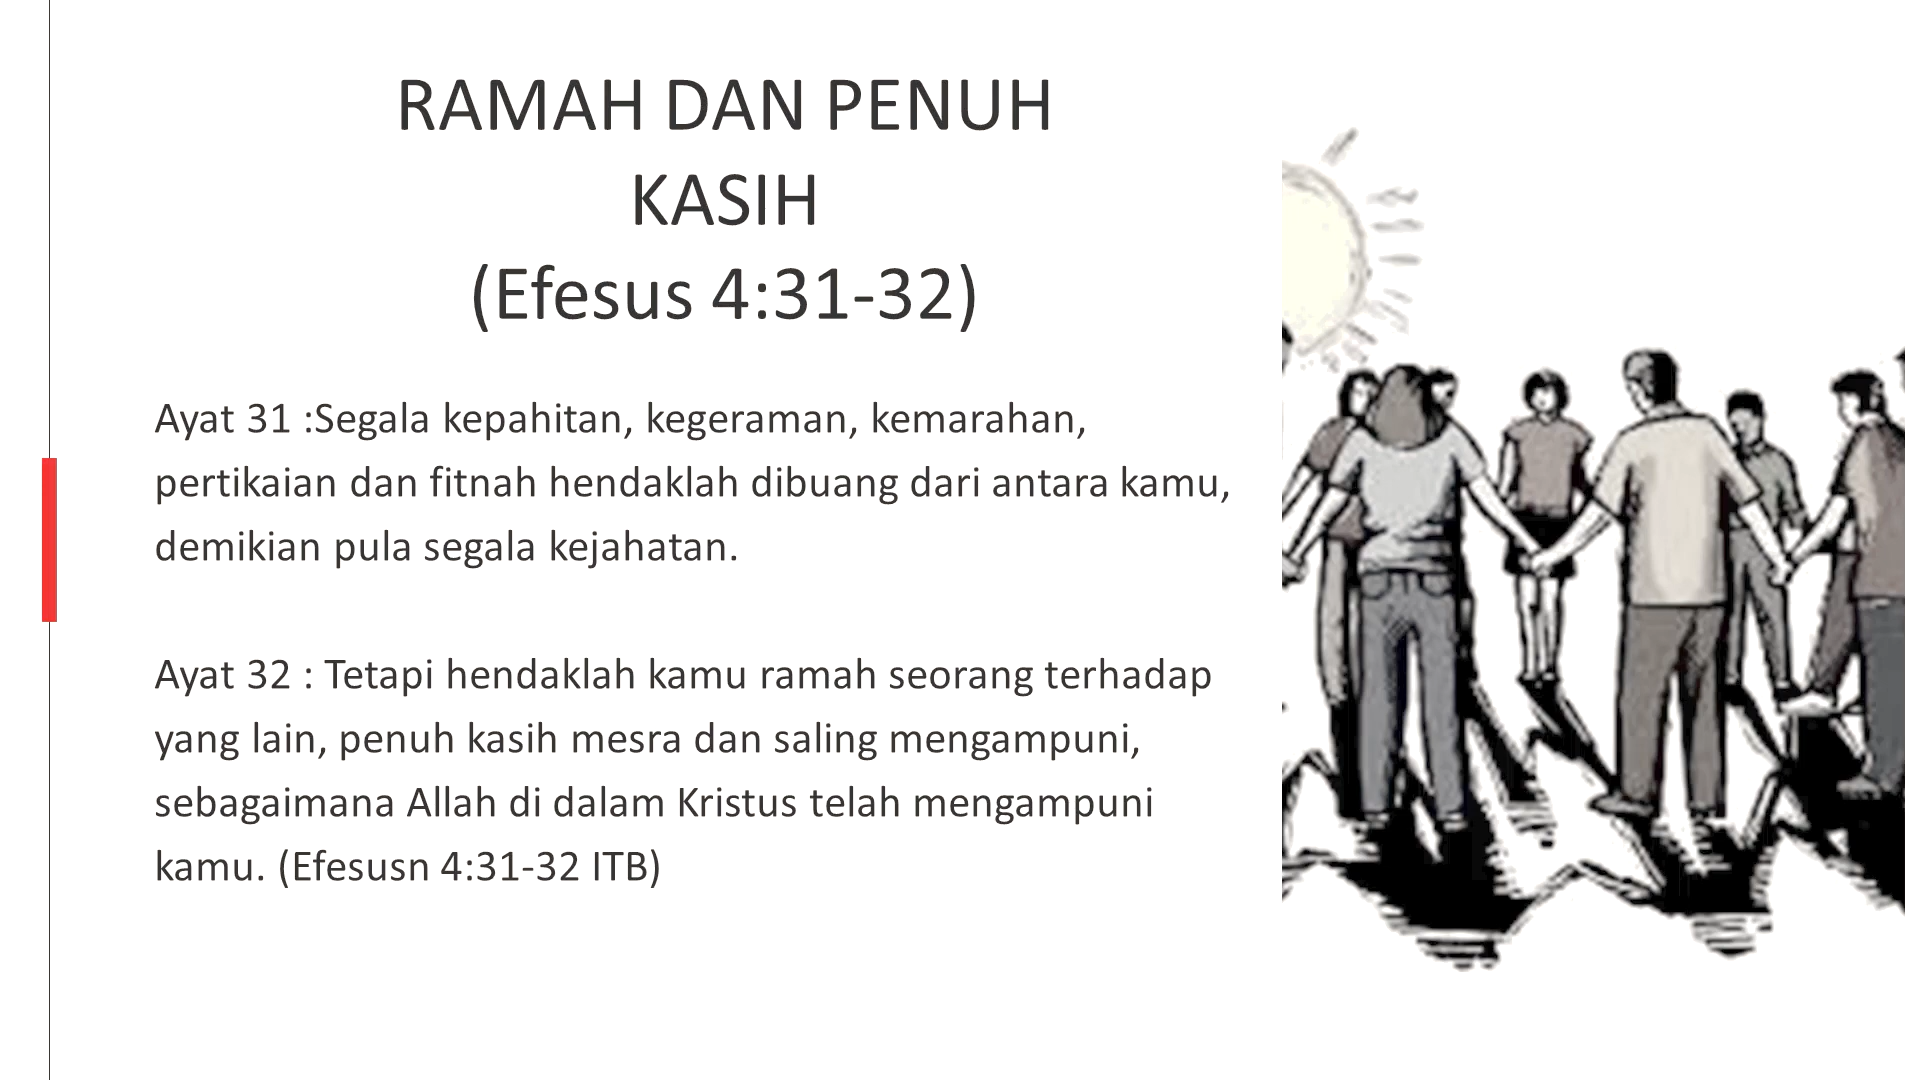 RAMAH DAN PENUH
KASIH
(Efesus 4:31-32)
Ayat 31 :Segala kepahitan, kegeraman, kemarahan,
pertikaian dan fitnah hendaklah dibuang dari antara kamu,
demikian pula segala kejahatan.
Ayat 32 : Tetapi hendaklah kamu ramah seorang terhadap
yang lain, penuh kasih mesra dan saling mengampuni,
sebagaimana Allah di dalam Kristus telah mengampuni
kamu. (Efesusn 4:31-32 ITB)